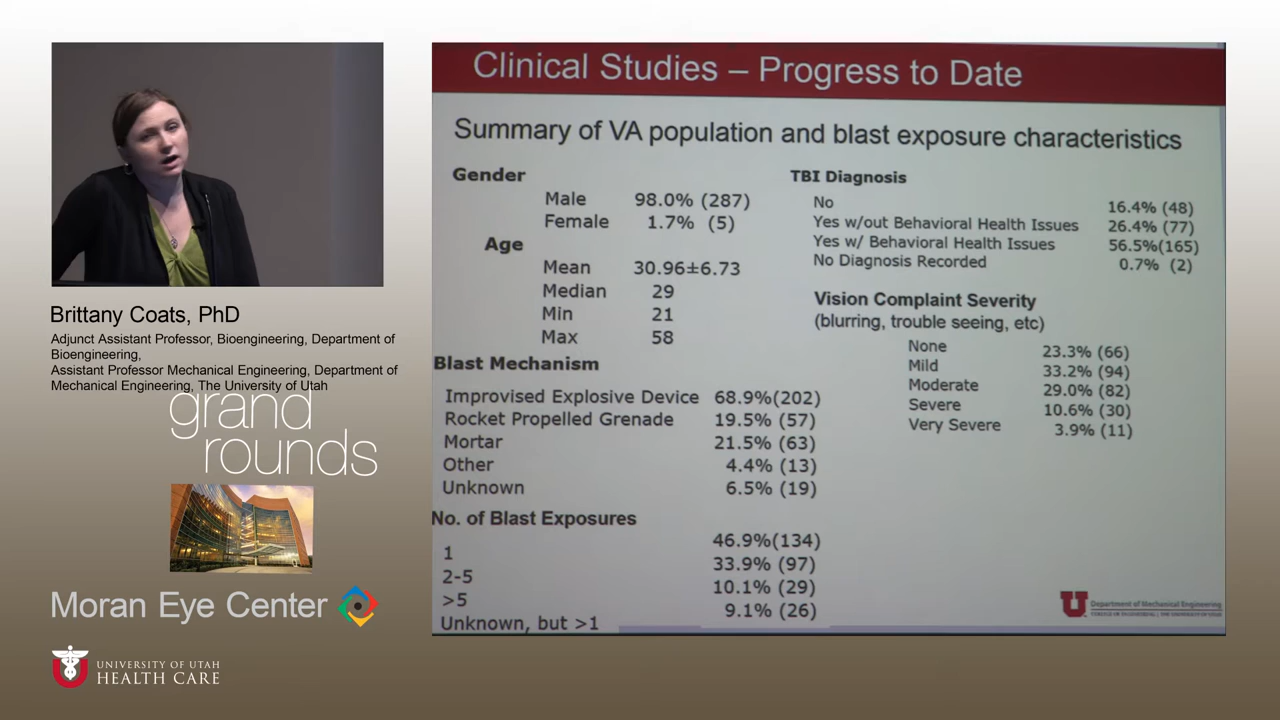 Clinical Studies – Progress to Date
Summary of VA population and blast exposure characteristics
Gender
Male 98.0% (287)
Female 1.7% (5)
Age
Mean 30.96±6.73
Median 29
Min 21
Max 58
Blast Mechanism
Improvised Explosive Device 68.9%(202)
Rocket Propelled Grenade 19.5% (57)
Mortar 21.5% (63)
Other 4.4% (13)
Unknown 6.5% (19)
No. of Blast Exposures
1 46.9%(134)
2-5 33.9% (97)
>5 10.1% (29)
Unknown, but >1 9.1% (26)
TBI Diagnosis
No 16.4% (48)
Yes w/out Behavioral Health Issues 26.4% (77)
Yes w/ Behavioral Health Issues 56.5%(165)
No Diagnosis Recorded 0.7% (2)
Vision Complaint Severity
(blurring, trouble seeing, etc)
None 23.3% (66)
Mild 33.2% (94)
Moderate 29.0% (82)
Severe 10.6% (30)
Very Severe 3.9% (11)
U Department of Mechanical Engineering
Brittany Coats, PhD
Adjunct Assistant Professor, Bioengineering, Department of
Bioengineering,
Assistant Professor Mechanical Engineering, Department of
Mechanical Engineering, The University of Utah
grand
rounds
Moran Eye Center
UNIVERSITY OF UTAH
HEALTH CARE